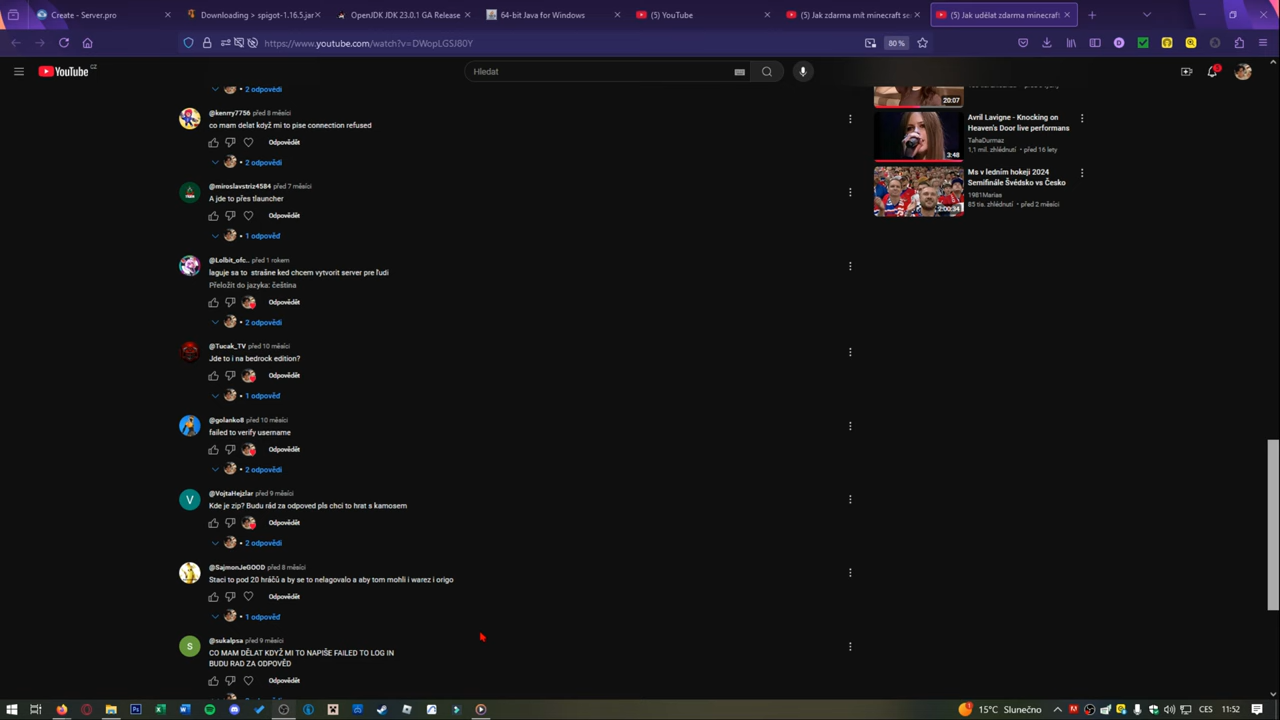 Create - Server.pro
Downloading > spigot-1.16.5.jar
OpenJDK JDK 23.0.1 GA Release
64-bit Java for Windows
(5) YouTube
(5) Jak zdarma mít minecraft se
(5) Jak udělat zdarma minecraft
https://www.youtube.com/watch?v=DWopLGSJ80Y
80 %
YouTube CZ
Hledat
2 odpovědi
@kenrry7756 před 8 měsíci
co mam delat když mi to pise connection refused
Odpovědět
2 odpovědi
@miroslavstriz4584 před 7 měsíci
A jde to přes tlauncher
Odpovědět
1 odpověď
@Lolbit_ofc.. před 1 rokem
laguje sa to strašne ked chcem vytvorit server pre ľudi
Přeložit do jazyka: čeština
Odpovědět
2 odpovědi
@Tucak_TV před 10 měsíci
Jde to i na bedrock edition?
Odpovědět
1 odpověď
@golanko8 před 10 měsíci
failed to verify username
Odpovědět
2 odpovědi
@VojtaHejzlar před 9 měsíci
Kde je zip? Budu rád za odpoved pls chci to hrat s kamosem
Odpovědět
2 odpovědi
@SajmonJeGOOD před 8 měsíci
Staci to pod 20 hráčů a by se to nelagovalo a aby tom mohli i warez i origo
Odpovědět
1 odpověď
@sukalpsa před 9 měsíci
CO MAM DĚLAT KDYŽ MI TO NAPIŠE FAILED TO LOG IN
BUDU RAD ZA ODPOVĚD
Odpovědět
20:07
Avril Lavigne - Knocking on
Heaven's Door live performans
TahaDurmaz
1,1 mil. zhlédnutí • před 16 lety
3:48
Ms v ledním hokeji 2024
Semifinále Švédsko vs Česko
1981Marias
85 tis. zhlédnutí • před 2 měsíci
2:00:34
15°C Slunečno
CES
11:52